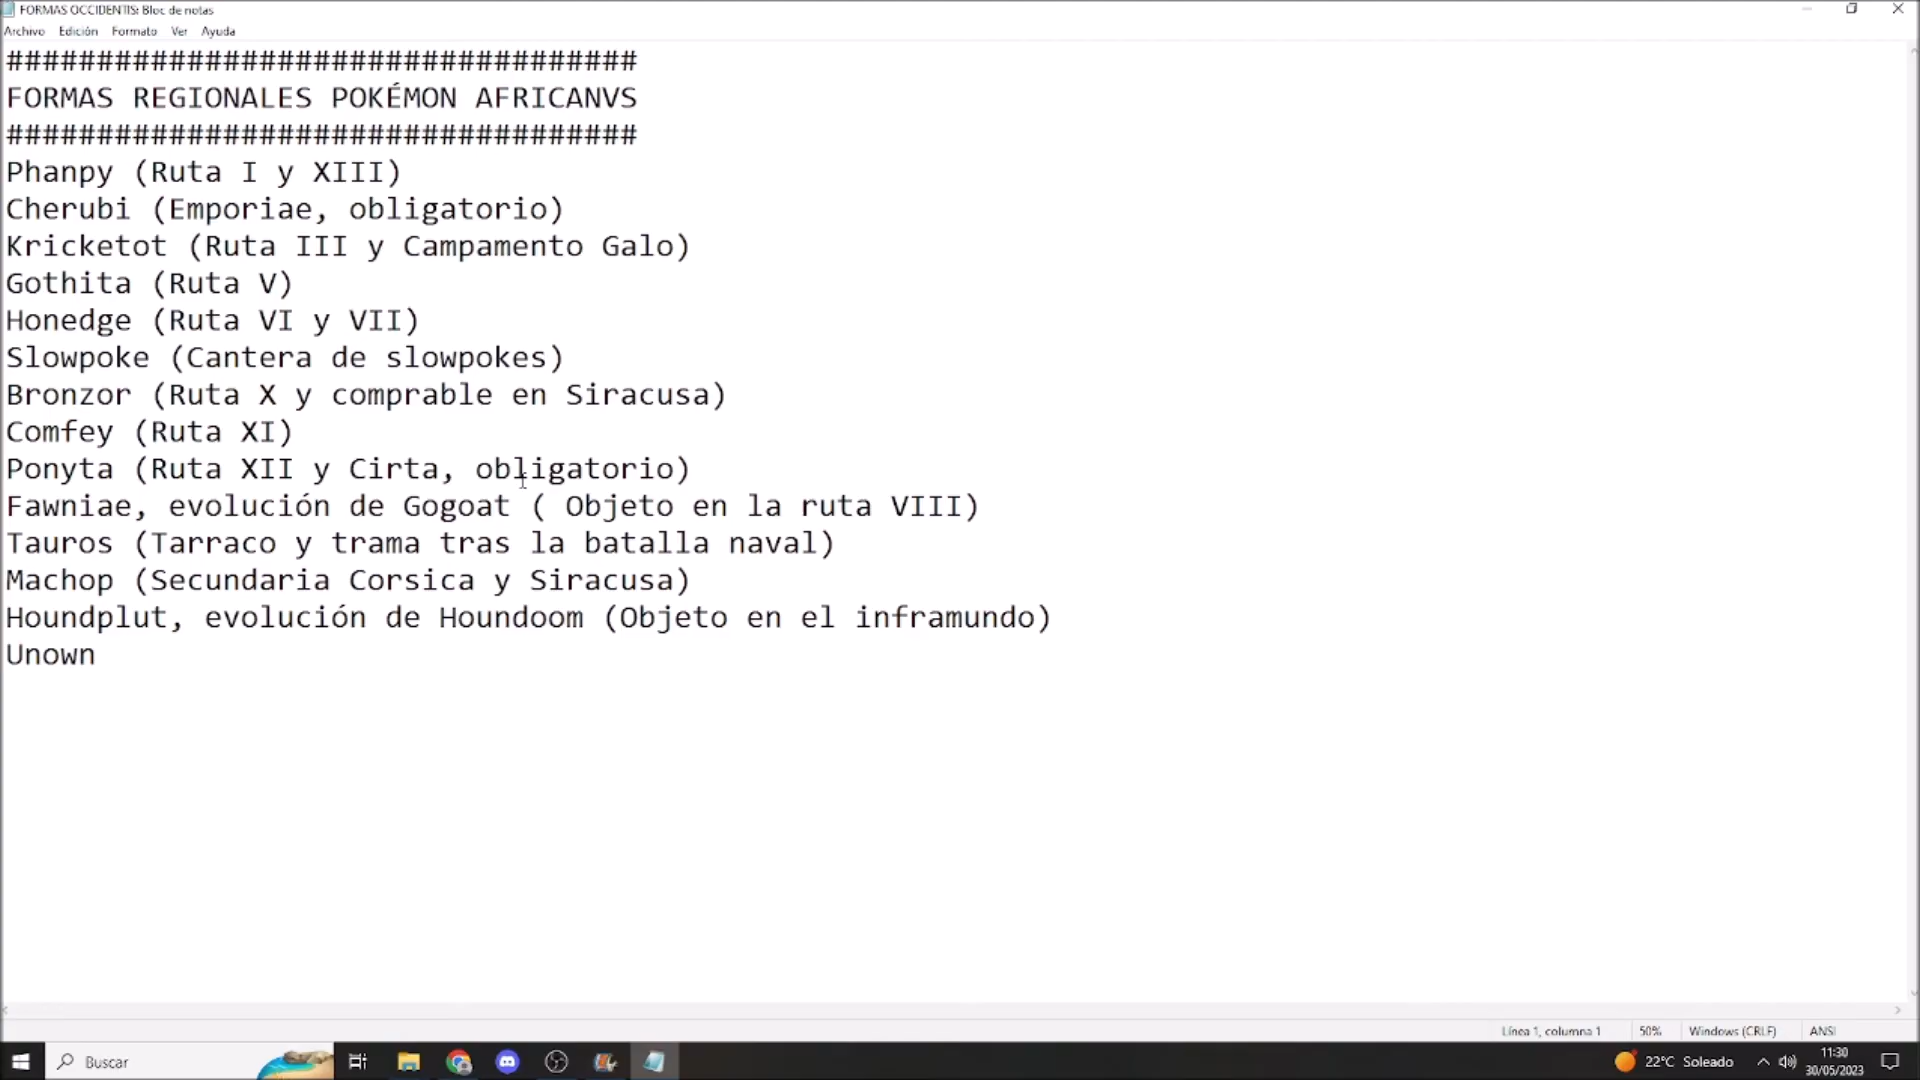 FORMAS OCCIDENTIS: Bloc de notas
Archivo Edición Formato Ver Ayuda
###################################
FORMAS REGIONALES POKÉMON AFRICANVS
###################################
Phanpy (Ruta I y XIII)
Cherubi (Emporiae, obligatorio)
Kricketot (Ruta III y Campamento Galo)
Gothita (Ruta V)
Honedge (Ruta VI y VII)
Slowpoke (Cantera de slowpokes)
Bronzor (Ruta X y comprable en Siracusa)
Comfey (Ruta XI)
Ponyta (Ruta XII y Cirta, obligatorio)
Fawniae, evolución de Gogoat ( Objeto en la ruta VIII)
Tauros (Tarraco y trama tras la batalla naval)
Machop (Secundaria Corsica y Siracusa)
Houndplut, evolución de Houndoom (Objeto en el inframundo)
Unown
Línea 1, columna 1 50% Windows (CRLF) ANSI
Buscar 22°C Soleado 11:30
30/05/2023